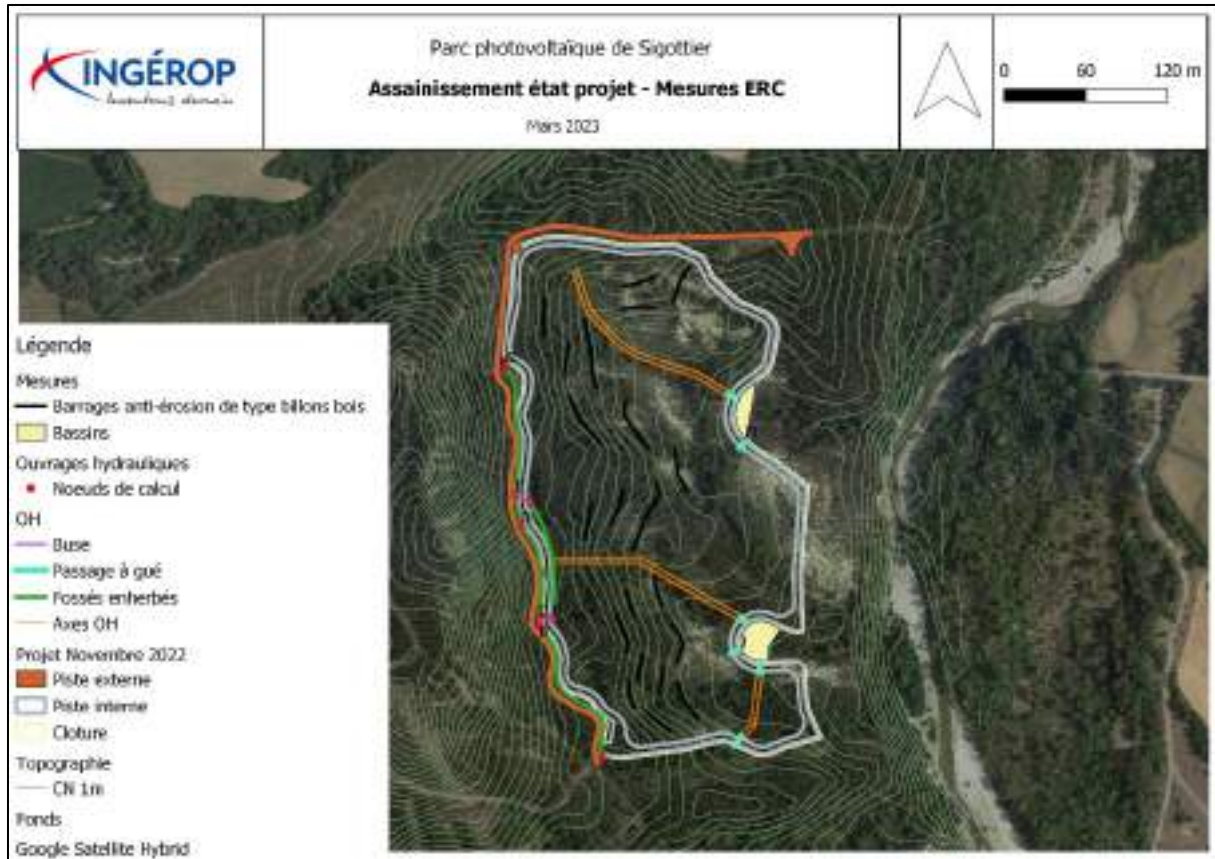 INGÉROP
Inventons demain
Parc photovoltaïque de Sigottier
Assainissement état projet - Mesures ERC
Mars 2023
0 60 120 m
Légende
Mesures
Barrages anti-érosion de type billons bois
Bassins
Ouvrages hydrauliques
Noeuds de calcul
OH
Buse
Passage à gué
Fossés enherbés
Axes OH
Projet Novembre 2022
Piste externe
Piste interne
Cloture
Topographie
CN 1m
Fonds
Google Satellite Hybrid